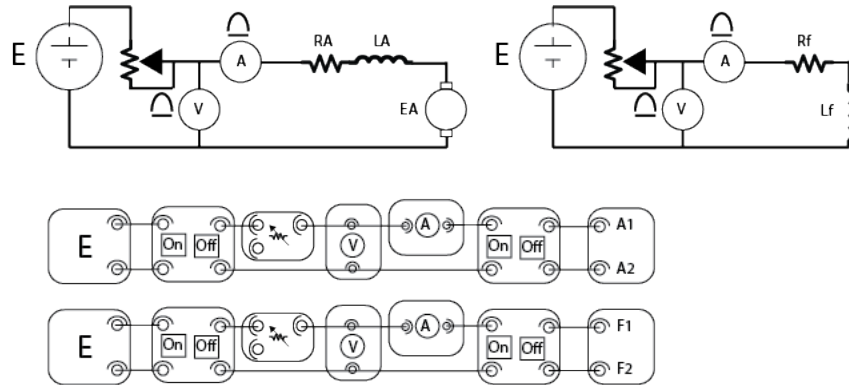 E A RA LA V EA
E A Rf V Lf
E On Off V A On Off A1 A2
E On Off V A On Off F1 F2